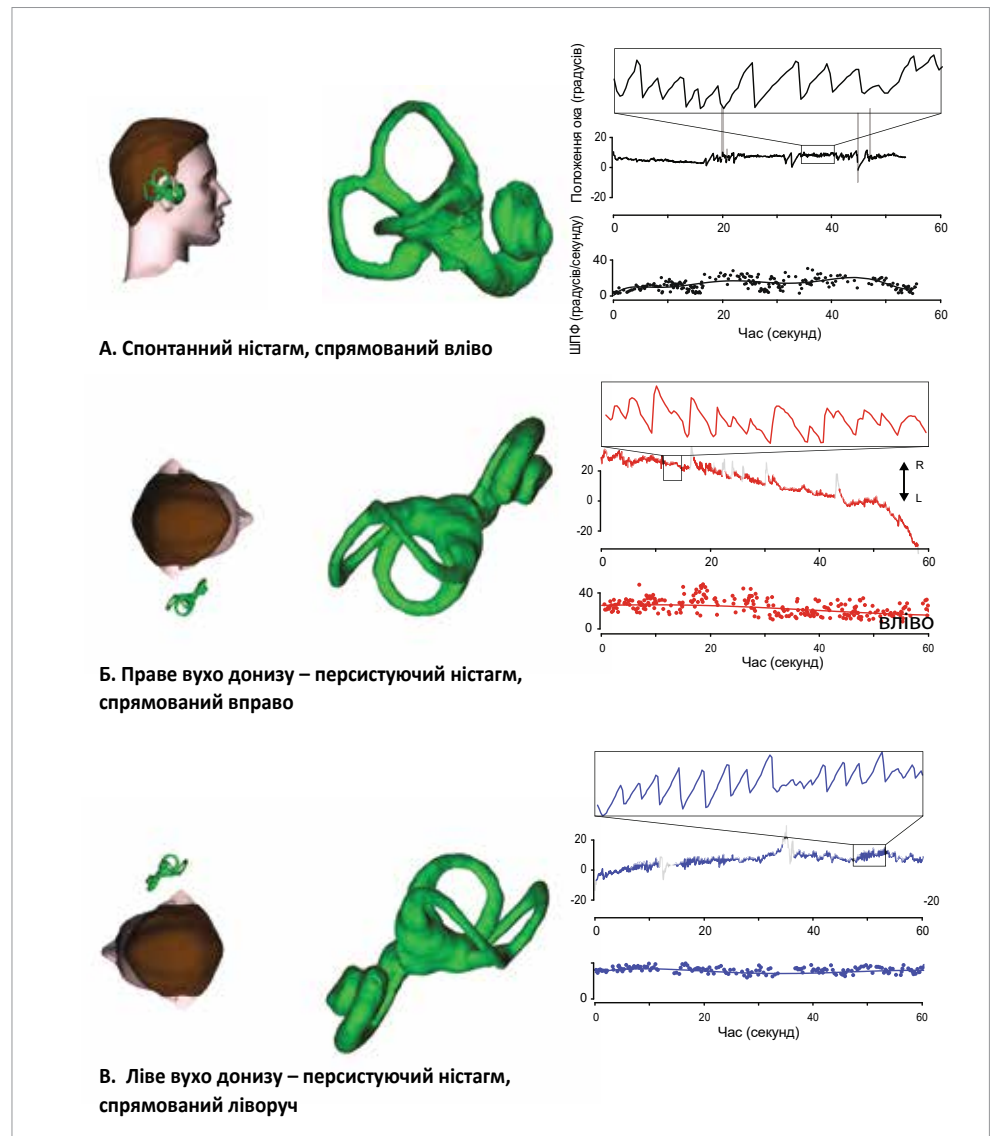 Положення ока (градусів)
20
0
-20
0
20
40
60
ШПФ (градусів/секунду)
40
0
0
20
40
60
Час (секунд)
А. Спонтанний ністагм, спрямований вліво
20
0
-20
R
L
20
40
60
40
0
вліво
0
20
40
60
Час (секунд)
Б. Праве вухо донизу – персистуючий ністагм,
спрямований вправо
20
0
-20
-20
0
20
40
60
0
0
20
40
60
Час (секунд)
В. Ліве вухо донизу – персистуючий ністагм,
спрямований ліворуч